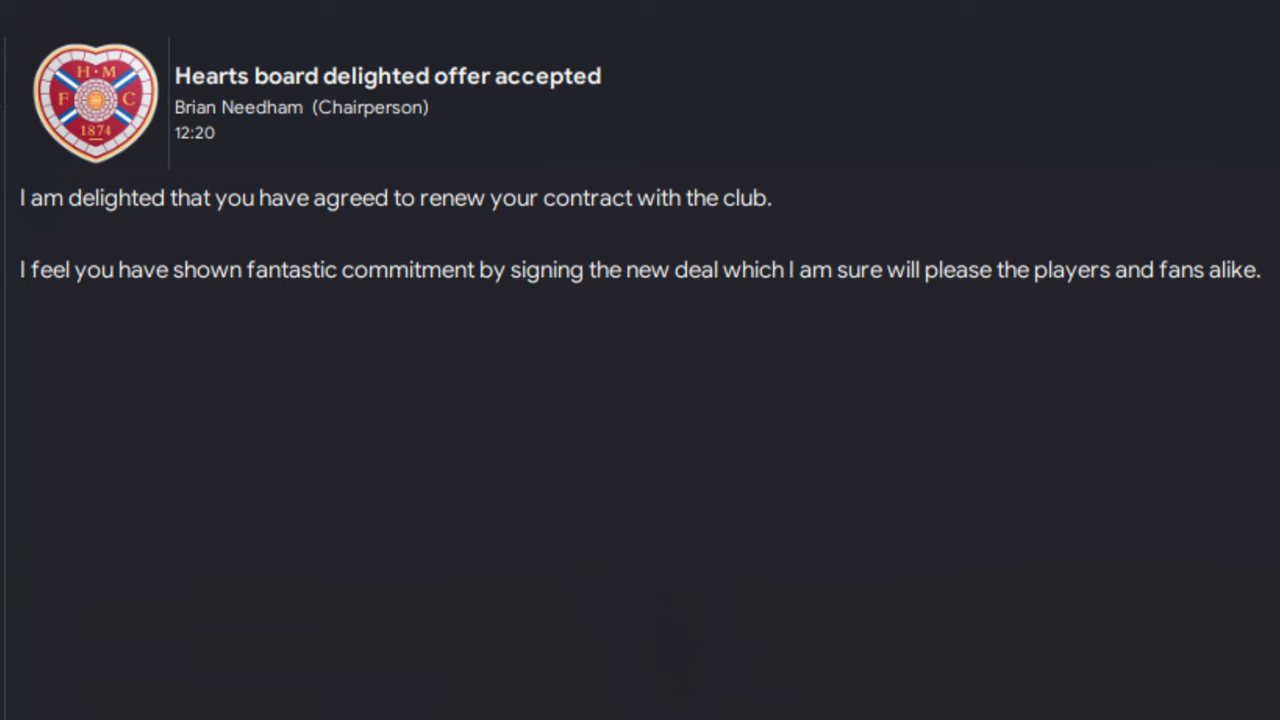 H·M
F C
1874
Hearts board delighted offer accepted
Brian Needham (Chairperson)
12:20
I am delighted that you have agreed to renew your contract with the club.
I feel you have shown fantastic commitment by signing the new deal which I am sure will please the players and fans alike.